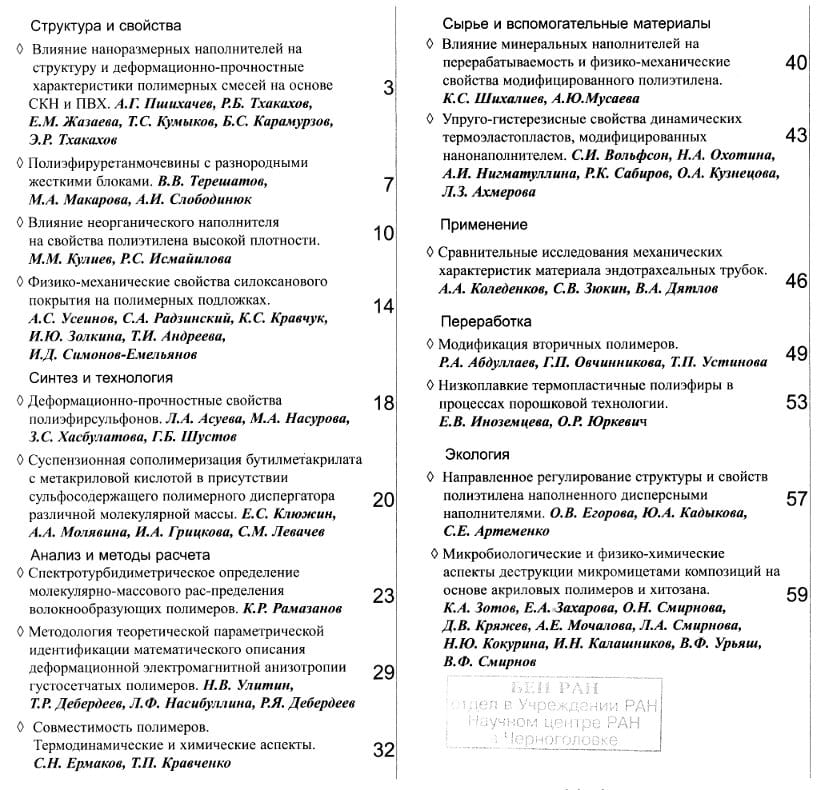 Структура и свойства
◊ Влияние наноразмерных наполнителей на
структуру и деформационно-прочностные
характеристики полимерных смесей на основе
СКН и ПВХ. А.Г. Пшихачев, Р.Б. Тхакахов,
Е.М. Жазаева, Т.С. Кумыков, Б.С. Карамурзов,
Э.Р. Тхакахов
3
◊ Полиэфируретанмочевины с разнородными
жесткими блоками. В.В. Терешатов,
М.А. Макарова, А.И. Слободинюк
7
◊ Влияние неорганического наполнителя
на свойства полиэтилена высокой плотности.
М.М. Кулиев, Р.С. Исмайилова
10
◊ Физико-механические свойства силоксанового
покрытия на полимерных подложках.
А.С. Усеинов, С.А. Радзинский, К.С. Кравчук,
И.Ю. Золкина, Т.И. Андреева,
И.Д. Симонов-Емельянов
14
Синтез и технология
◊ Деформационно-прочностные свойства
полиэфирсульфонов. Л.А. Асуева, М.А. Насурова,
З.С. Хасбулатова, Г.Б. Шустов
18
◊ Суспензионная сополимеризация бутилметакрилата
с метакриловой кислотой в присутствии
сульфосодержащего полимерного диспергатора
различной молекулярной массы. Е.С. Клюжин,
А.А. Молявина, И.А. Грицкова, С.М. Левачев
20
Анализ и методы расчета
◊ Спектротурбидиметрическое определение
молекулярно-массового рас-пределения
волокнообразующих полимеров. К.Р. Рамазанов
23
◊ Методология теоретической параметрической
идентификации математического описания
деформационной электромагнитной анизотропии
густосетчатых полимеров. Н.В. Улитин,
Т.Р. Дебердеев, Л.Ф. Насибуллина, Р.Я. Дебердеев
29
◊ Совместимость полимеров.
Термодинамические и химические аспекты.
С.Н. Ермаков, Т.П. Кравченко
32
Сырье и вспомогательные материалы
◊ Влияние минеральных наполнителей на
перерабатываемость и физико-механические
свойства модифицированного полиэтилена.
К.С. Шихалиев, А.Ю.Мусаева
40
◊ Упруго-гистерезисные свойства динамических
термоэластопластов, модифицированных
нанонаполнителем. С.И. Вольфсон, Н.А. Охотина,
А.И. Нигматуллина, Р.К. Сабиров, О.А. Кузнецова,
Л.З. Ахмерова
43
Применение
◊ Сравнительные исследования механических
характеристик материала эндотрахеальных трубок.
А.А. Коледенков, С.В. Зюкин, В.А. Дятлов
46
Переработка
◊ Модификация вторичных полимеров.
Р.А. Абдуллаев, Г.П. Овчинникова, Т.П. Устинова
49
◊ Низкоплавкие термопластичные полиэфиры в
процессах порошковой технологии.
Е.В. Иноземцева, О.Р. Юркевич
53
Экология
◊ Направленное регулирование структуры и свойств
полиэтилена наполненного дисперсными
наполнителями. О.В. Егорова, Ю.А. Кадыкова,
С.Е. Артеменко
57
◊ Микробиологические и физико-химические
аспекты деструкции микромицетами композиций на
основе акриловых полимеров и хитозана.
К.А. Зотов, Е.А. Захарова, О.Н. Смирнова,
Д.В. Кряжев, А.Е. Мочалова, Л.А. Смирнова,
Н.Ю. Кокурина, И.Н. Калашников, В.Ф. Урьяш,
В.Ф. Смирнов
59
БЕН РАН
отдел в Учреждении РАН
Научном центре РАН
в Черноголовке